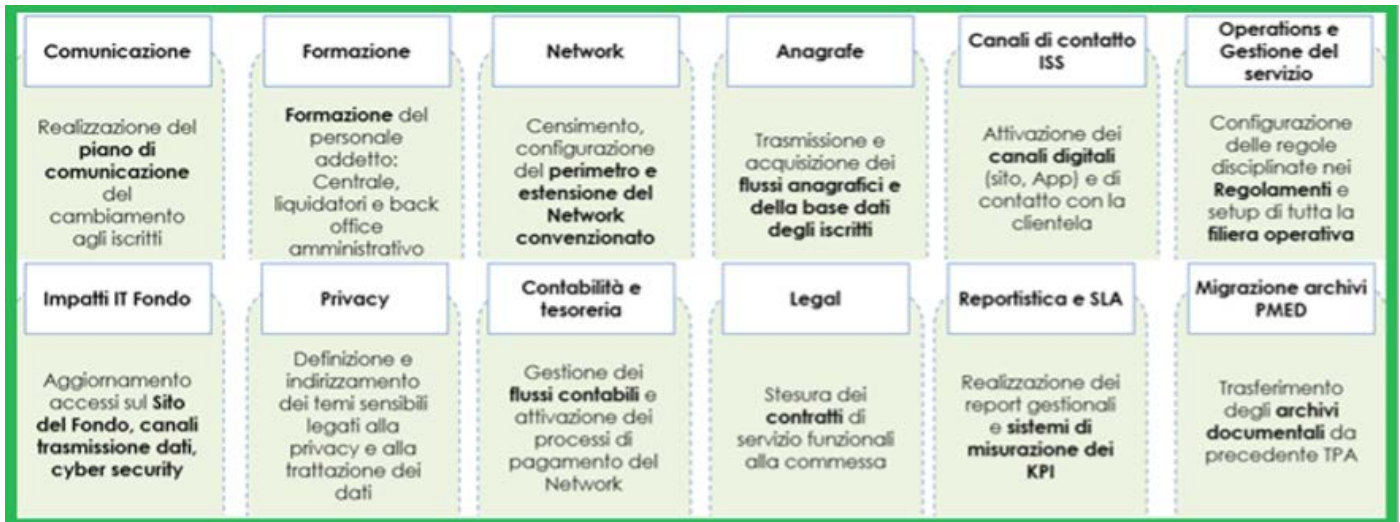 Comunicazione
Realizzazione del
piano di
comunicazione
del
cambiamento
agli iscritti
Formazione
Formazione del
personale
addetto:
Centrale,
liquidatori e back
office
amministrativo
Network
Censimento,
configurazione
del perimetro e
estensione del
Network
convenzionato
Anagrafe
Trasmissione e
acquisizione dei
flussi anagrafici e
della base dati
degli iscritti
Canali di contatto
ISS
Attivazione dei
canali digitali
(sito, App) e di
contatto con la
clientela
Operations e
Gestione del
servizio
Configurazione
delle regole
disciplinate nei
Regolamenti e
setup di tutta la
filiera operativa
Impatti IT Fondo
Aggiornamento
accessi sul Sito
del Fondo, canali
trasmissione dati,
cyber security
Privacy
Definizione e
indirizzamento
dei temi sensibili
legati alla
privacy e alla
trattazione dei
dati
Contabilità e
tesoreria
Gestione dei
flussi contabili e
attivazione dei
processi di
pagamento del
Network
Legal
Stesura dei
contratti di
servizio funzionali
alla commessa
Reportistica e SLA
Realizzazione dei
report gestionali
e sistemi di
misurazione dei
KPI
Migrazione archivi
PMED
Trasferimento
degli archivi
documentali da
precedente TPA